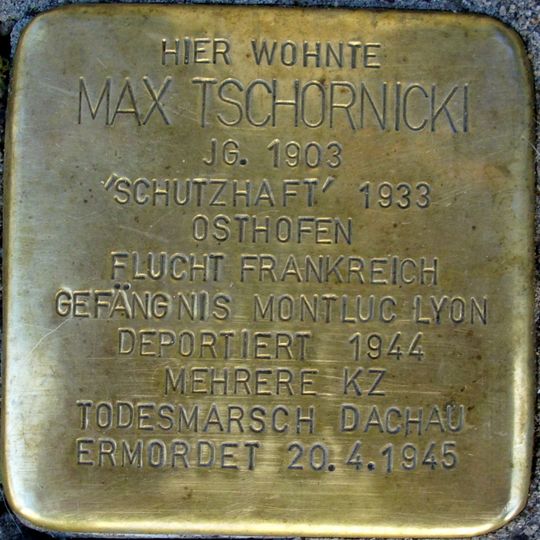 HIER WOHNTE
MAX TSCHORNICKI
JG. 1903
'SCHUTZHAFT' 1933
OSTHOFEN
FLUCHT FRANKREICH
GEFÄNGNIS MONTLUC LYON
DEPORTIERT 1944
MEHRERE KZ
TODESMARSCH DACHAU
ERMORDET 20.4.1945